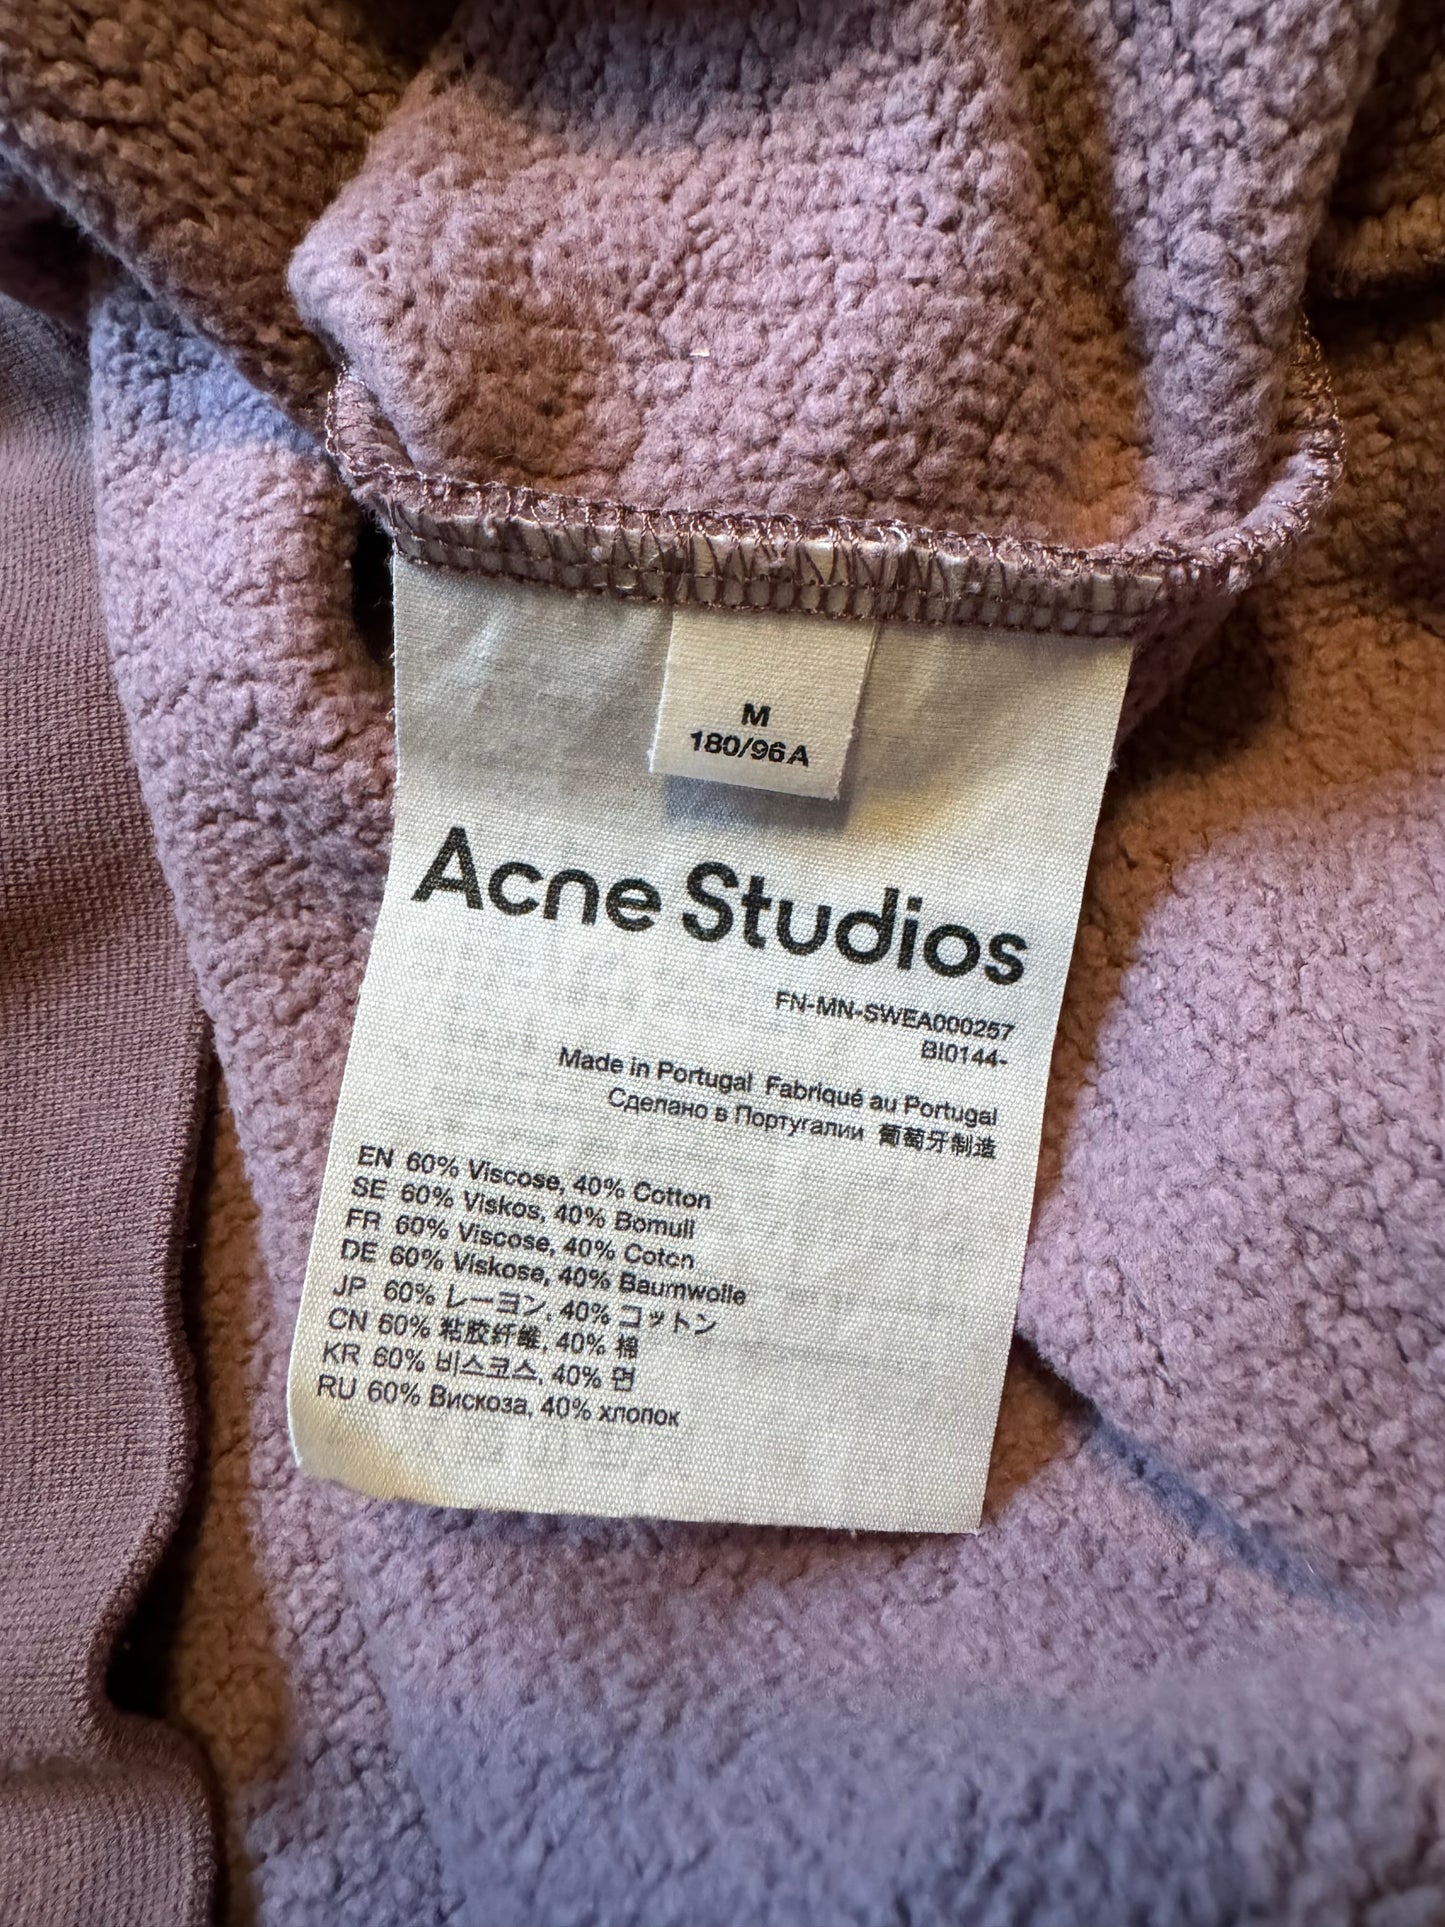 M
180/96A
Acne Studios
FN-MN-SWEA000257
BI0144-
Made in Portugal Fabriqué au Portugal
Сделано в Португалии 葡萄牙制造
EN 60% Viscose, 40% Cotton
SE 60% Viskos, 40% Bomull
FR 60% Viscose, 40% Coton
DE 60% Viskose, 40% Baumwolle
JP 60% レーヨン, 40% コットン
CN 60% 粘胶纤维, 40% 棉
KR 60% 비스코스, 40% 면
RU 60% Вискоза, 40% хлопок